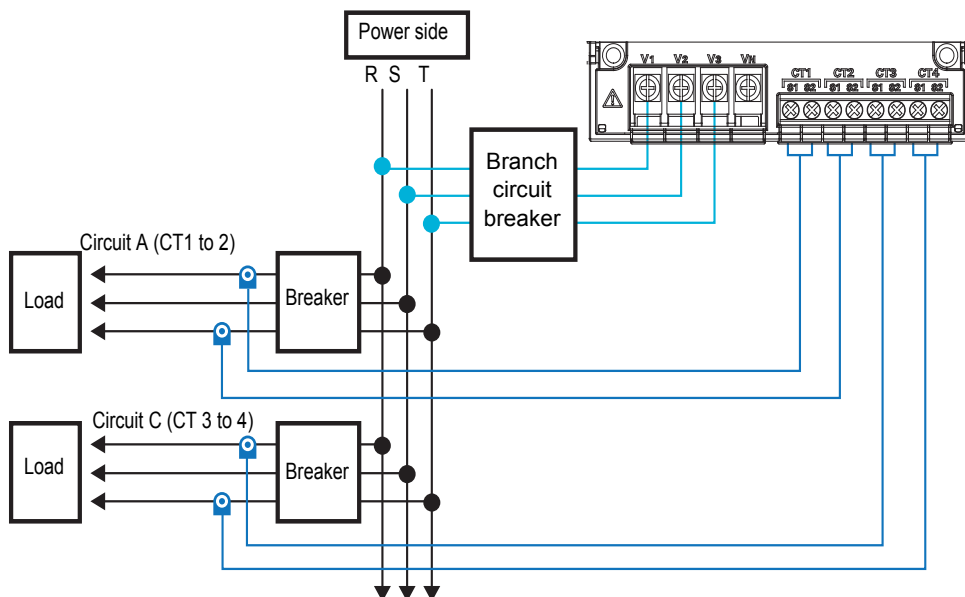 Power side
R S T
V1 V2 V3 VN
CT1 CT2 CT3 CT4
S1 S2 S1 S2 S1 S2 S1 S2
Branch
circuit
breaker
Circuit A (CT1 to 2)
Load
Breaker
Circuit C (CT 3 to 4)
Load
Breaker